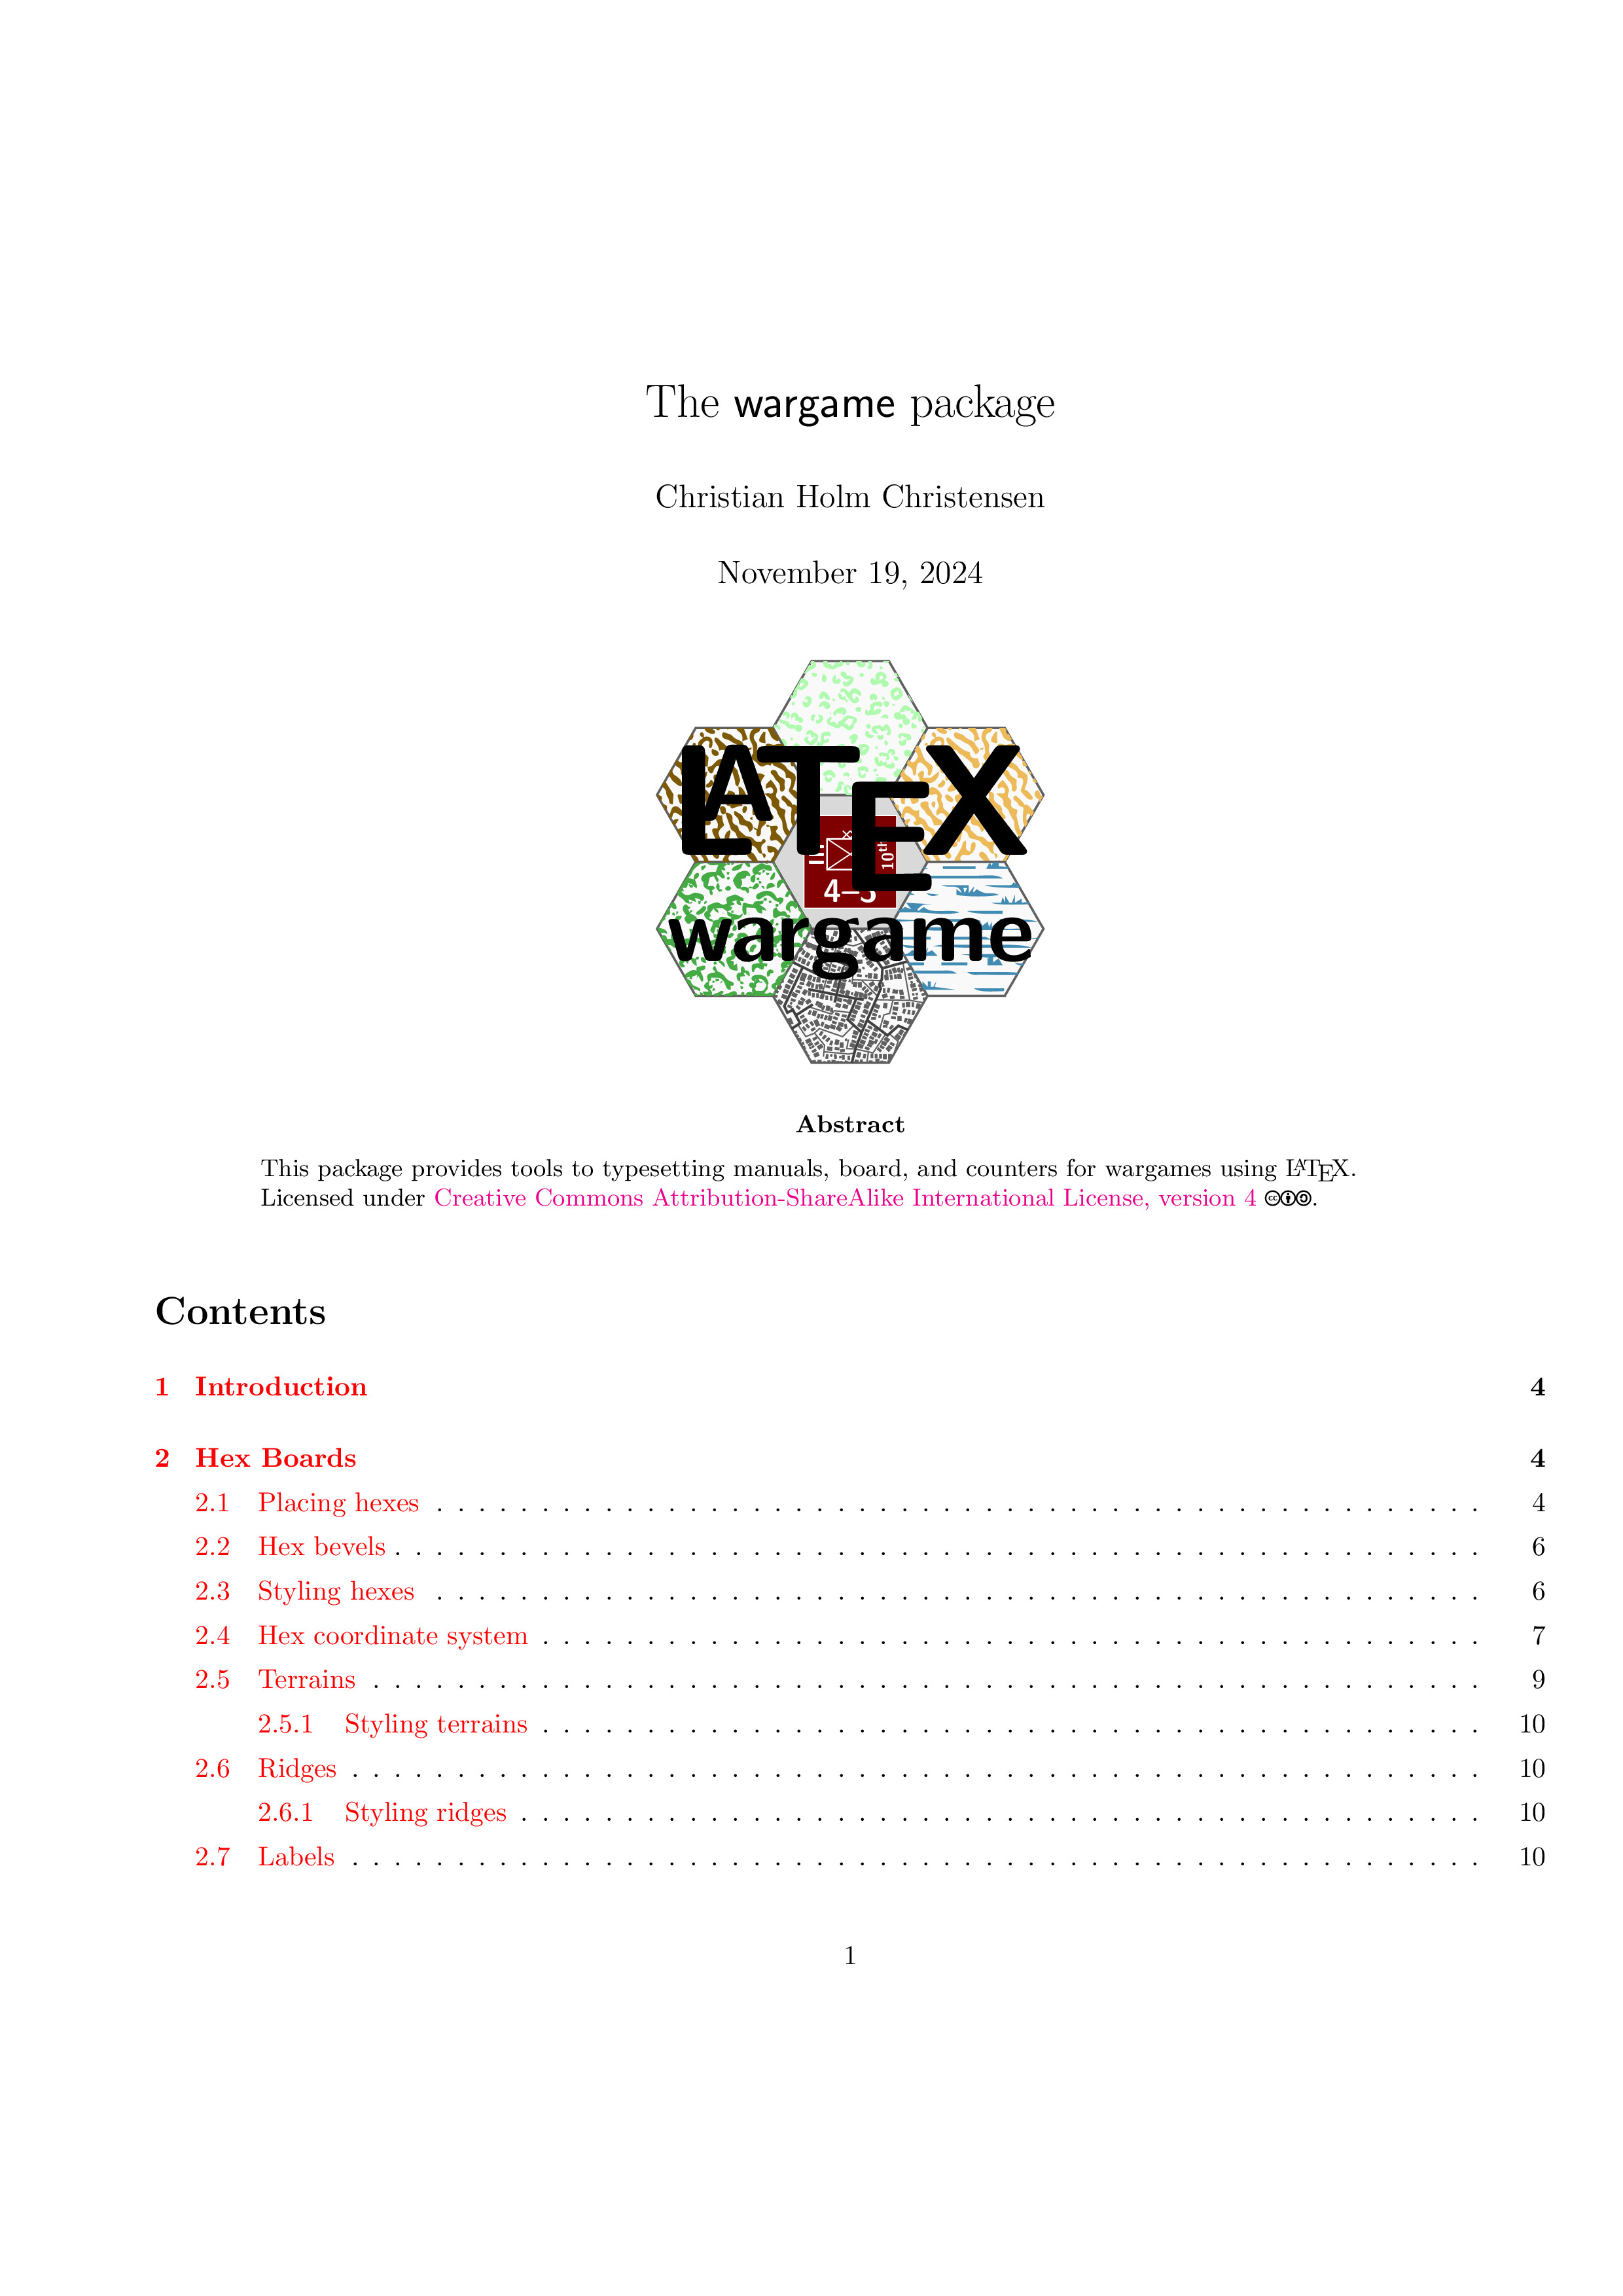 The wargame package
Christian Holm Christensen
November 19, 2024
LATEX
10th
wargame
Abstract
This package provides tools to typesetting manuals, board, and counters for wargames using LATEX.
Licensed under Creative Commons Attribution-ShareAlike International License, version 4 .
Contents
1 Introduction 4
2 Hex Boards 4
2.1 Placing hexes . . . . . . . . . . . . . . . . . . . . . . . . . . . . . . . . . . . . . . . . . . . . . . . . . . 4
2.2 Hex bevels . . . . . . . . . . . . . . . . . . . . . . . . . . . . . . . . . . . . . . . . . . . . . . . . . . . . 6
2.3 Styling hexes . . . . . . . . . . . . . . . . . . . . . . . . . . . . . . . . . . . . . . . . . . . . . . . . . . 6
2.4 Hex coordinate system . . . . . . . . . . . . . . . . . . . . . . . . . . . . . . . . . . . . . . . . . . . . . 7
2.5 Terrains . . . . . . . . . . . . . . . . . . . . . . . . . . . . . . . . . . . . . . . . . . . . . . . . . . . . . 9
2.5.1 Styling terrains . . . . . . . . . . . . . . . . . . . . . . . . . . . . . . . . . . . . . . . . . . . . . 10
2.6 Ridges . . . . . . . . . . . . . . . . . . . . . . . . . . . . . . . . . . . . . . . . . . . . . . . . . . . . . . 10
2.6.1 Styling ridges . . . . . . . . . . . . . . . . . . . . . . . . . . . . . . . . . . . . . . . . . . . . . . 10
2.7 Labels . . . . . . . . . . . . . . . . . . . . . . . . . . . . . . . . . . . . . . . . . . . . . . . . . . . . . . 10
1